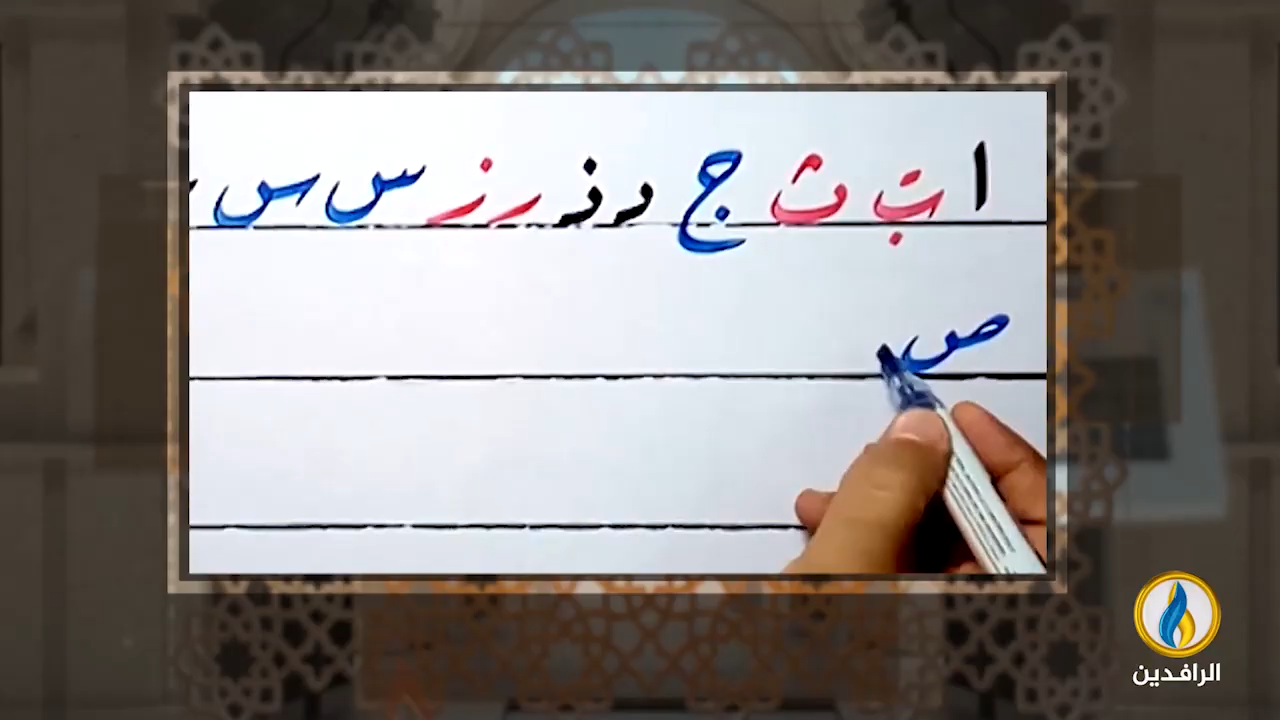 ا ت ث ج د ذ ر ز س س
ص
الرافدين